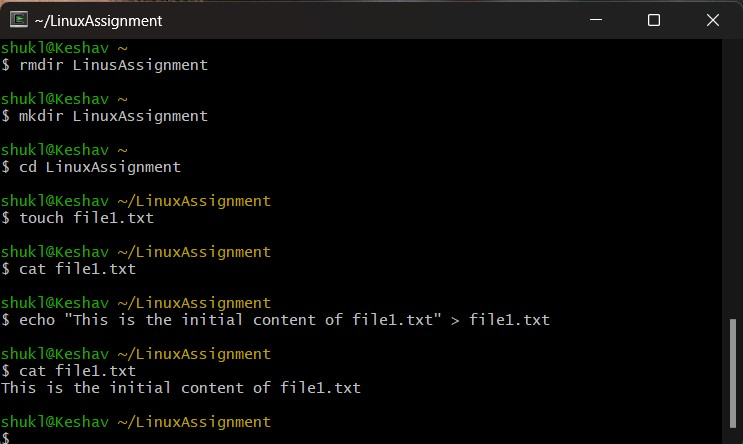 ~/LinuxAssignment
shukl@Keshav ~
$ rmdir LinusAssignment
shukl@Keshav ~
$ mkdir LinuxAssignment
shukl@Keshav ~
$ cd LinuxAssignment
shukl@Keshav ~/LinuxAssignment
$ touch file1.txt
shukl@Keshav ~/LinuxAssignment
$ cat file1.txt
shukl@Keshav ~/LinuxAssignment
$ echo "This is the initial content of file1.txt" > file1.txt
shukl@Keshav ~/LinuxAssignment
$ cat file1.txt
This is the initial content of file1.txt
shukl@Keshav ~/LinuxAssignment
$